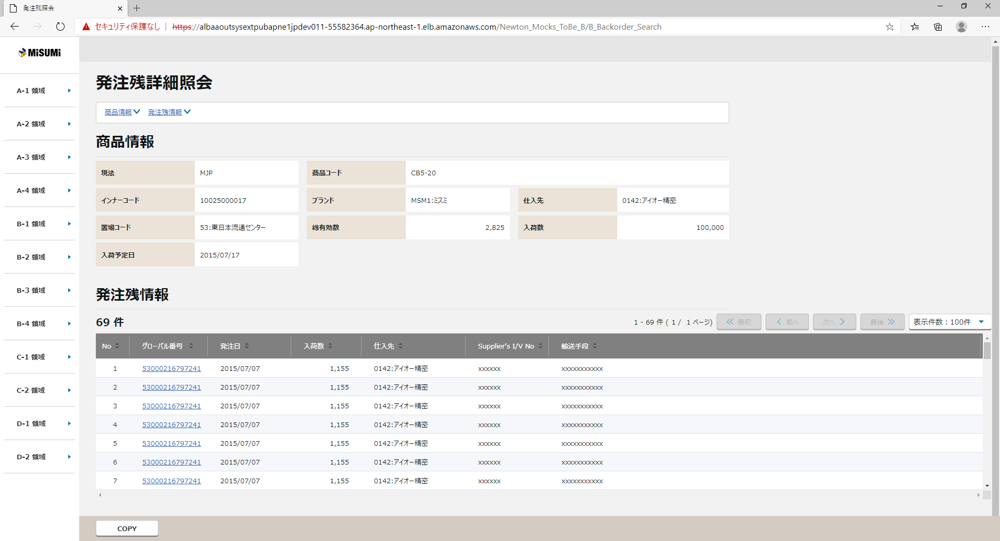 発注残照会
セキュリティ保護なし https://albaaoutsysextpubapne1jpdev011-55582364.ap-northeast-1.elb.amazonaws.com/Newton_Mocks_ToBe_B/B_Backorder_Search
MiSUMi
A-1 領域
A-2 領域
A-3 領域
A-4 領域
B-1 領域
B-2 領域
B-3 領域
B-4 領域
C-1 領域
C-2 領域
D-1 領域
D-2 領域
発注残詳細照会
商品情報 発注残情報
商品情報
現法 MJP 商品コード CB5-20
インナーコード 10025000017 ブランド MSM1:ミスミ 仕入先 0142:アイオー精密
置場コード 53:東日本流通センター 総有効数 2,825 入荷数 100,000
入荷予定日 2015/07/17
発注残情報
69 件 1 - 69 件 ( 1 / 1 ページ) 最初 前へ 次へ 最後 表示件数：100件
No グローバル番号 発注日 入荷数 仕入先 Supplier's I/V No 輸送手段
1 53000216797241 2015/07/07 1,155 0142:アイオー精密 xxxxxx xxxxxxxxxxx
2 53000216797241 2015/07/07 1,155 0142:アイオー精密 xxxxxx xxxxxxxxxxx
3 53000216797241 2015/07/07 1,155 0142:アイオー精密 xxxxxx xxxxxxxxxxx
4 53000216797241 2015/07/07 1,155 0142:アイオー精密 xxxxxx xxxxxxxxxxx
5 53000216797241 2015/07/07 1,155 0142:アイオー精密 xxxxxx xxxxxxxxxxx
6 53000216797241 2015/07/07 1,155 0142:アイオー精密 xxxxxx xxxxxxxxxxx
7 53000216797241 2015/07/07 1,155 0142:アイオー精密 xxxxxx xxxxxxxxxxx
COPY